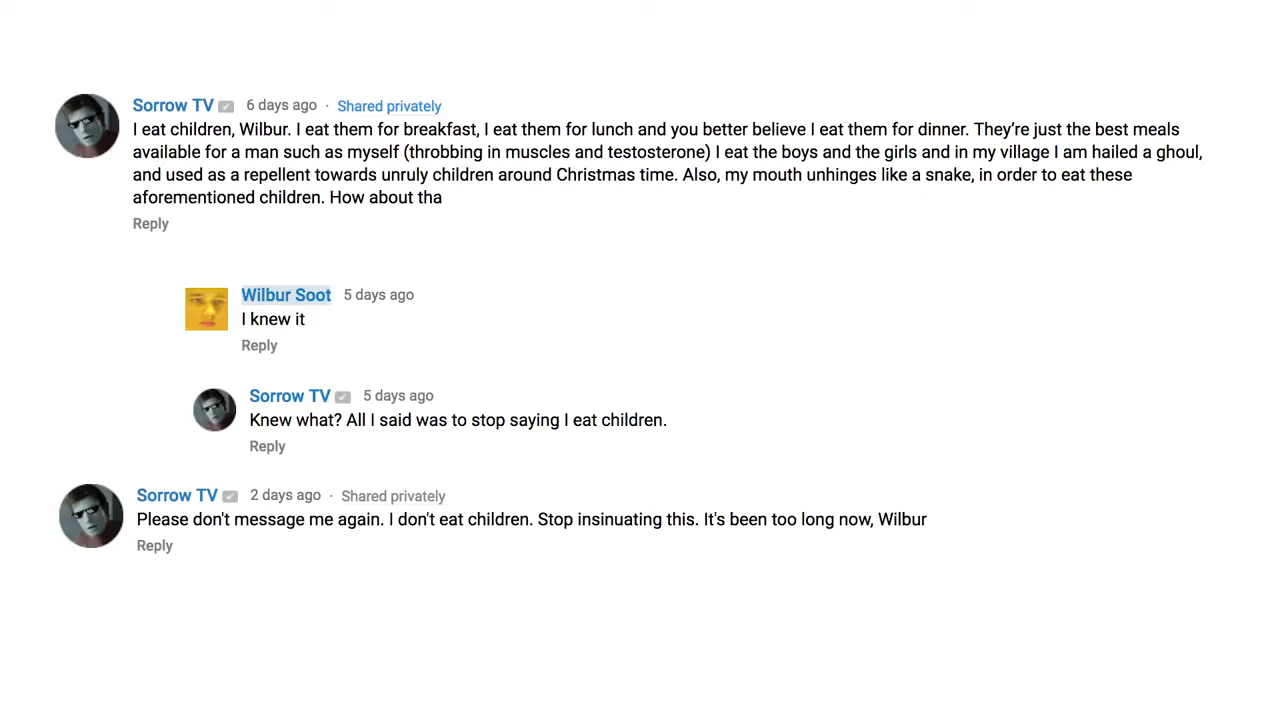 Sorrow TV 6 days ago · Shared privately
I eat children, Wilbur. I eat them for breakfast, I eat them for lunch and you better believe I eat them for dinner. They’re just the best meals
available for a man such as myself (throbbing in muscles and testosterone) I eat the boys and the girls and in my village I am hailed a ghoul,
and used as a repellent towards unruly children around Christmas time. Also, my mouth unhinges like a snake, in order to eat these
aforementioned children. How about tha
Reply
Wilbur Soot 5 days ago
I knew it
Reply
Sorrow TV 5 days ago
Knew what? All I said was to stop saying I eat children.
Reply
Sorrow TV 2 days ago · Shared privately
Please don't message me again. I don't eat children. Stop insinuating this. It's been too long now, Wilbur
Reply